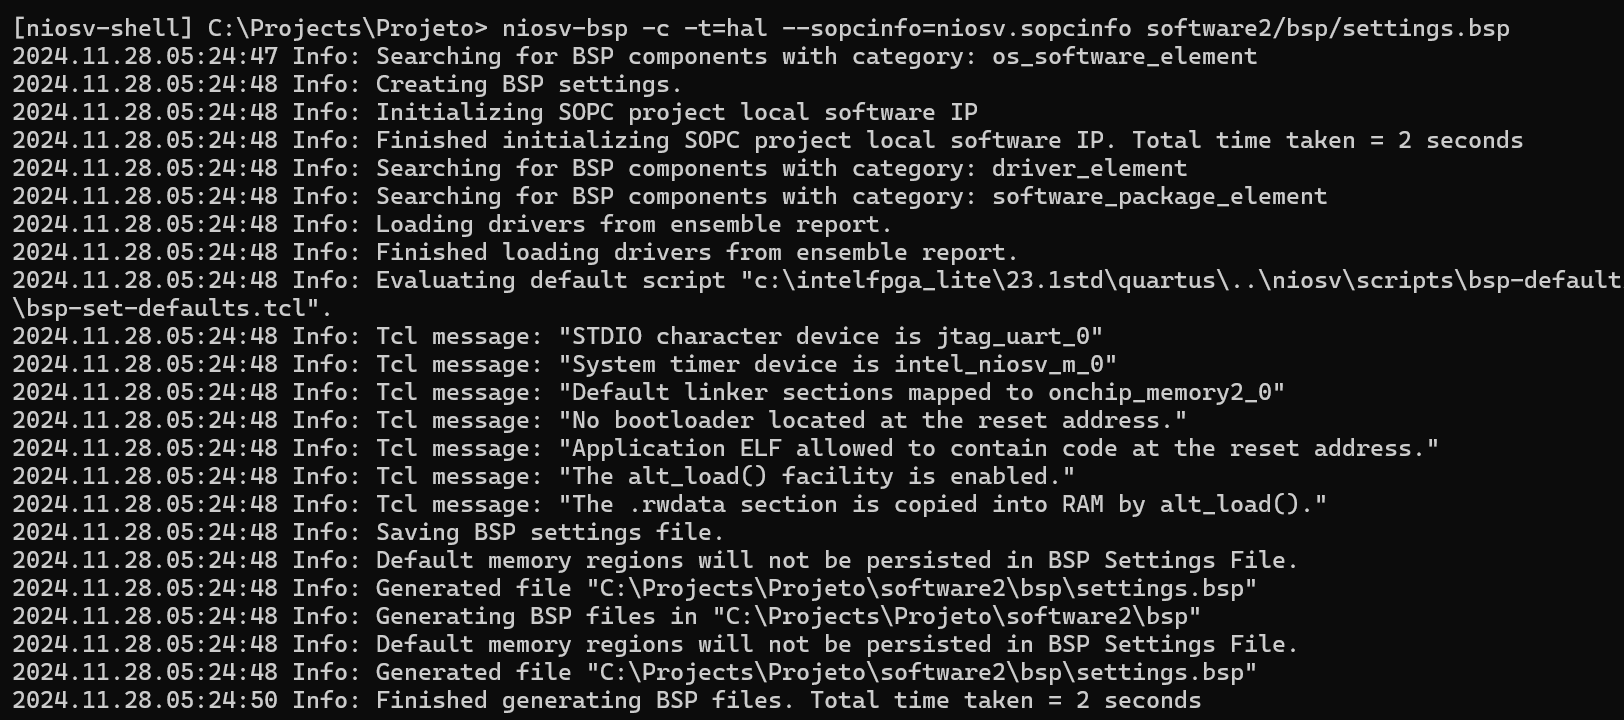 [niosv-shell] C:\Projects\Projeto> niosv-bsp -c -t=hal --sopcinfo=niosv.sopcinfo software2/bsp/settings.bsp
2024.11.28.05:24:47 Info: Searching for BSP components with category: os_software_element
2024.11.28.05:24:48 Info: Creating BSP settings.
2024.11.28.05:24:48 Info: Initializing SOPC project local software IP
2024.11.28.05:24:48 Info: Finished initializing SOPC project local software IP. Total time taken = 2 seconds
2024.11.28.05:24:48 Info: Searching for BSP components with category: driver_element
2024.11.28.05:24:48 Info: Searching for BSP components with category: software_package_element
2024.11.28.05:24:48 Info: Loading drivers from ensemble report.
2024.11.28.05:24:48 Info: Finished loading drivers from ensemble report.
2024.11.28.05:24:48 Info: Evaluating default script "c:\intelfpga_lite\23.1std\quartus\..\niosv\scripts\bsp-default
\bsp-set-defaults.tcl".
2024.11.28.05:24:48 Info: Tcl message: "STDIO character device is jtag_uart_0"
2024.11.28.05:24:48 Info: Tcl message: "System timer device is intel_niosv_m_0"
2024.11.28.05:24:48 Info: Tcl message: "Default linker sections mapped to onchip_memory2_0"
2024.11.28.05:24:48 Info: Tcl message: "No bootloader located at the reset address."
2024.11.28.05:24:48 Info: Tcl message: "Application ELF allowed to contain code at the reset address."
2024.11.28.05:24:48 Info: Tcl message: "The alt_load() facility is enabled."
2024.11.28.05:24:48 Info: Tcl message: "The .rwdata section is copied into RAM by alt_load()."
2024.11.28.05:24:48 Info: Saving BSP settings file.
2024.11.28.05:24:48 Info: Default memory regions will not be persisted in BSP Settings File.
2024.11.28.05:24:48 Info: Generated file "C:\Projects\Projeto\software2\bsp\settings.bsp"
2024.11.28.05:24:48 Info: Generating BSP files in "C:\Projects\Projeto\software2\bsp"
2024.11.28.05:24:48 Info: Default memory regions will not be persisted in BSP Settings File.
2024.11.28.05:24:48 Info: Generated file "C:\Projects\Projeto\software2\bsp\settings.bsp"
2024.11.28.05:24:50 Info: Finished generating BSP files. Total time taken = 2 seconds